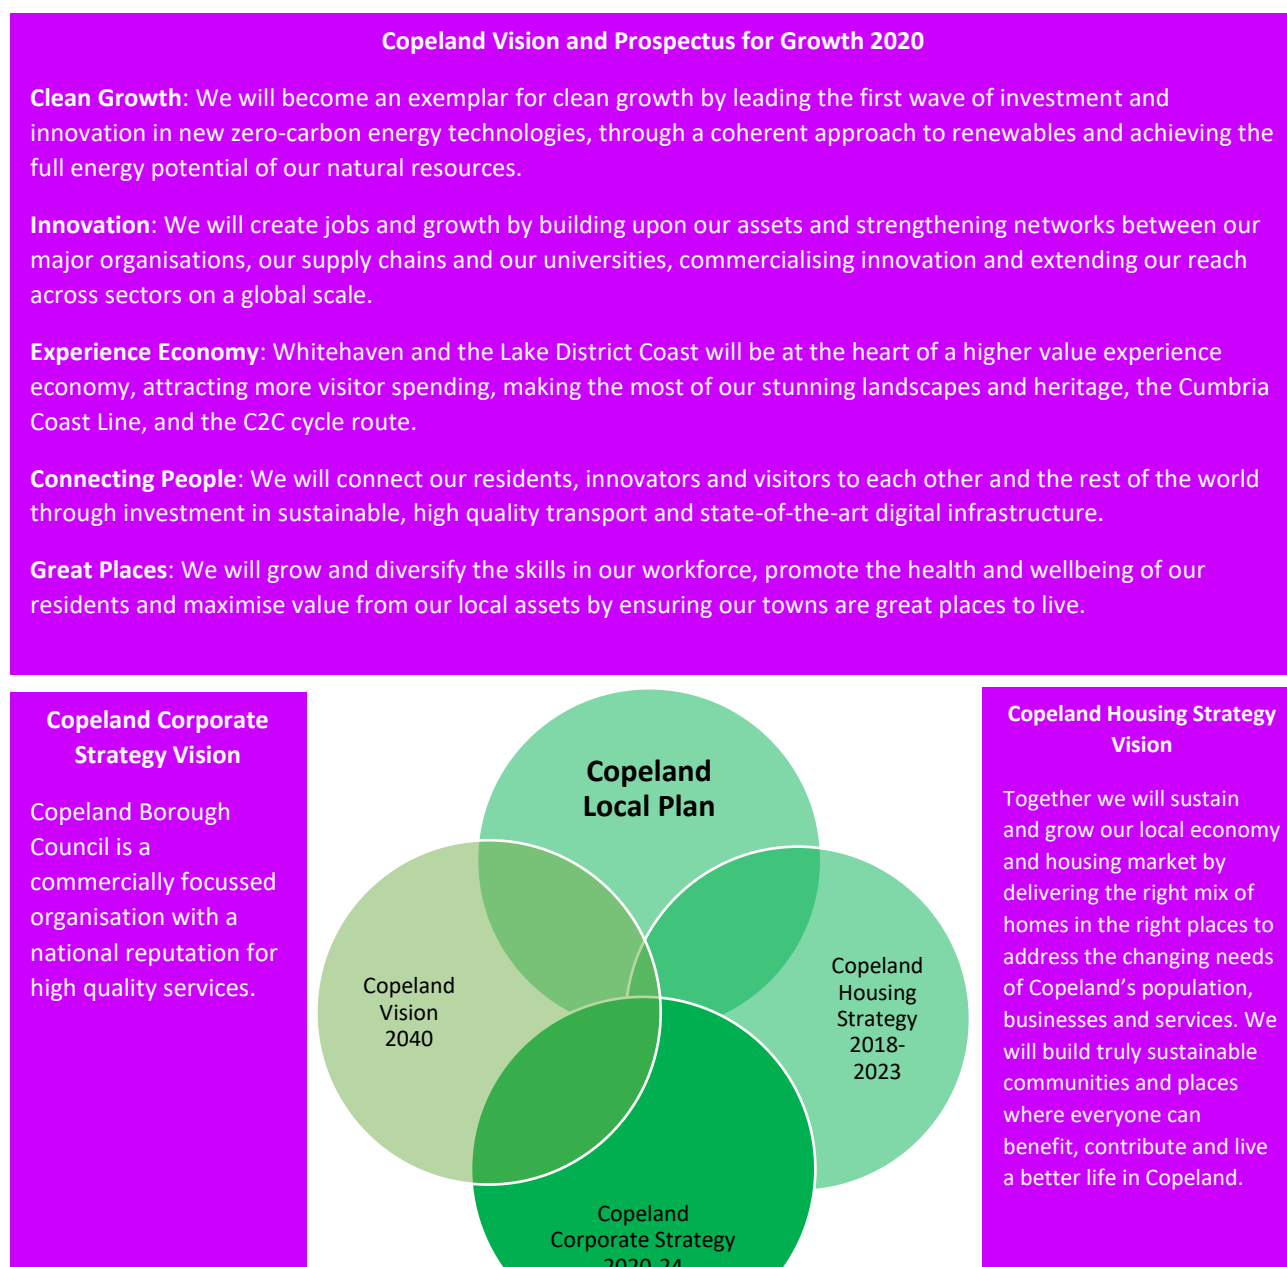 Copeland Vision and Prospectus for Growth 2020
Clean Growth: We will become an exemplar for clean growth by leading the first wave of investment and
innovation in new zero-carbon energy technologies, through a coherent approach to renewables and achieving the
full energy potential of our natural resources.
Innovation: We will create jobs and growth by building upon our assets and strengthening networks between our
major organisations, our supply chains and our universities, commercialising innovation and extending our reach
across sectors on a global scale.
Experience Economy: Whitehaven and the Lake District Coast will be at the heart of a higher value experience
economy, attracting more visitor spending, making the most of our stunning landscapes and heritage, the Cumbria
Coast Line, and the C2C cycle route.
Connecting People: We will connect our residents, innovators and visitors to each other and the rest of the world
through investment in sustainable, high quality transport and state-of-the-art digital infrastructure.
Great Places: We will grow and diversify the skills in our workforce, promote the health and wellbeing of our
residents and maximise value from our local assets by ensuring our towns are great places to live.
Copeland Corporate
Strategy Vision
Copeland Borough
Council is a
commercially focussed
organisation with a
national reputation for
high quality services.
Copeland
Local Plan
Copeland
Vision
2040
Copeland
Housing
Strategy
2018-
2023
Copeland
Corporate Strategy
2020-24
Copeland Housing Strategy
Vision
Together we will sustain
and grow our local economy
and housing market by
delivering the right mix of
homes in the right places to
address the changing needs
of Copeland’s population,
businesses and services. We
will build truly sustainable
communities and places
where everyone can
benefit, contribute and live
a better life in Copeland.